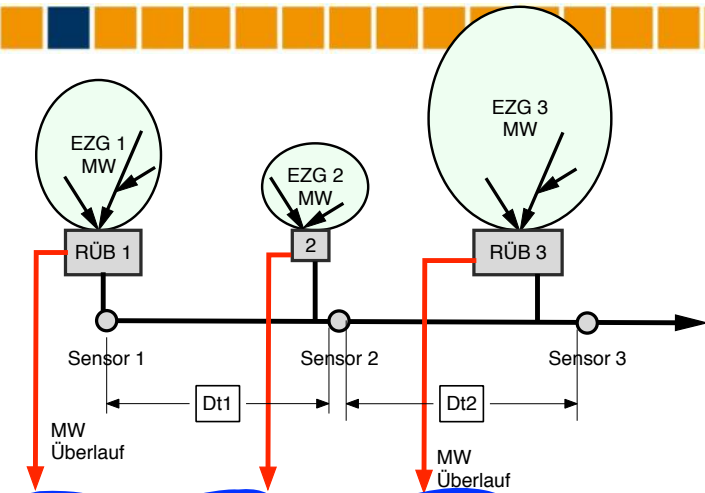 EZG 1
MW
EZG 2
MW
EZG 3
MW
RÜB 1
2
RÜB 3
Sensor 1
Sensor 2
Sensor 3
Dt1
Dt2
MW
Überlauf
MW
Überlauf